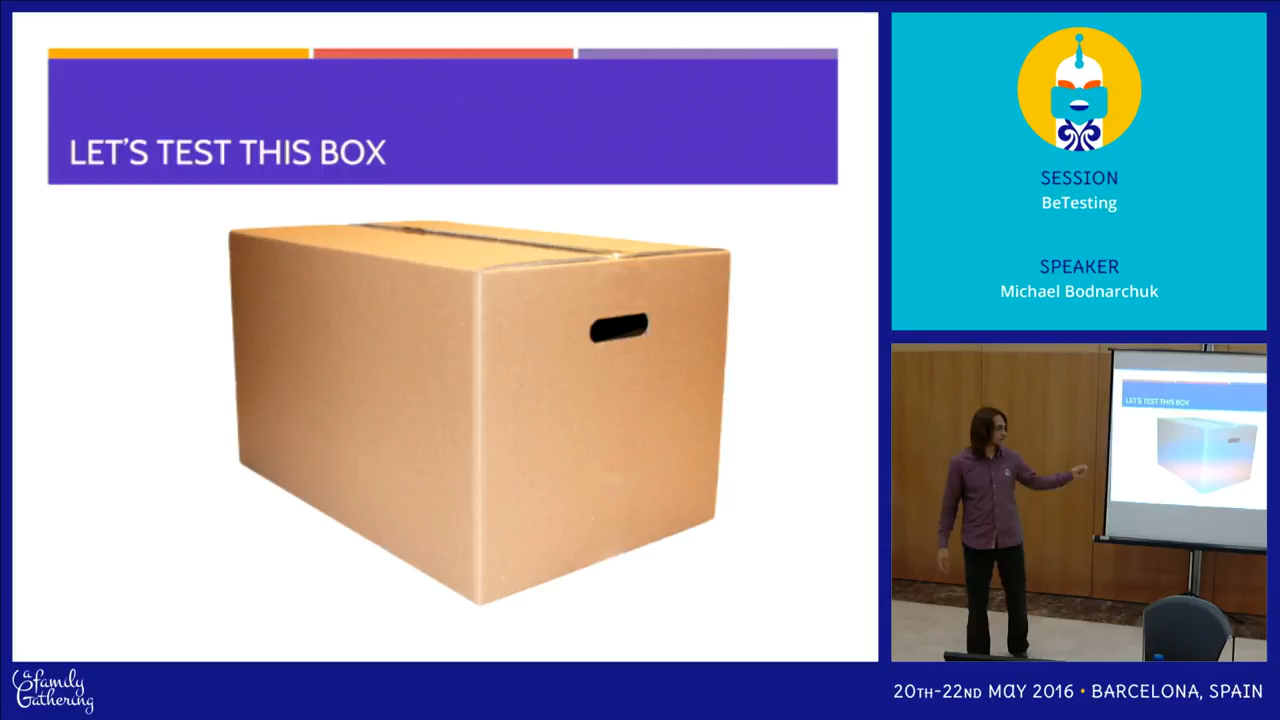 LET'S TEST THIS BOX
SESSION
BeTesting
SPEAKER
Michael Bodnarchuk
LET'S TEST THIS BOX
a family
Gathering
20TH-22ND MAY 2016 • BARCELONA, SPAIN